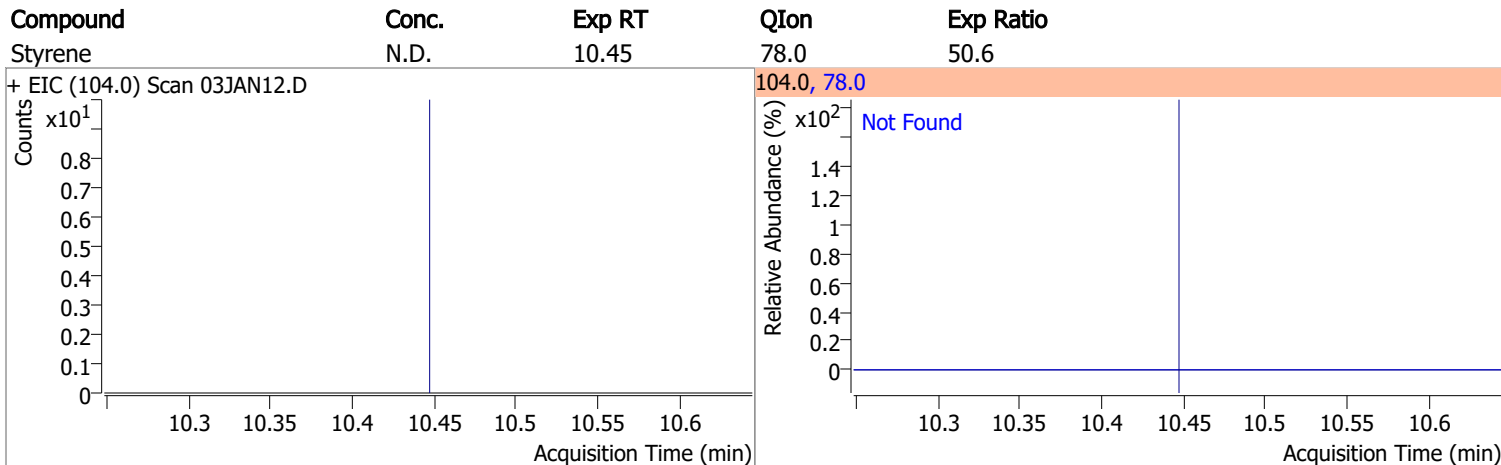 Compound Conc. Exp RT QIon Exp Ratio
Styrene N.D. 10.45 78.0 50.6
+ EIC (104.0) Scan 03JAN12.D
Counts
x10¹
0.8
0.7
0.6
0.5
0.4
0.3
0.2
0.1
0
10.3 10.35 10.4 10.45 10.5 10.55 10.6
Acquisition Time (min)
104.0, 78.0
Relative Abundance (%)
x10²
Not Found
1.4
1.2
1
0.8
0.6
0.4
0.2
0
10.3 10.35 10.4 10.45 10.5 10.55 10.6
Acquisition Time (min)